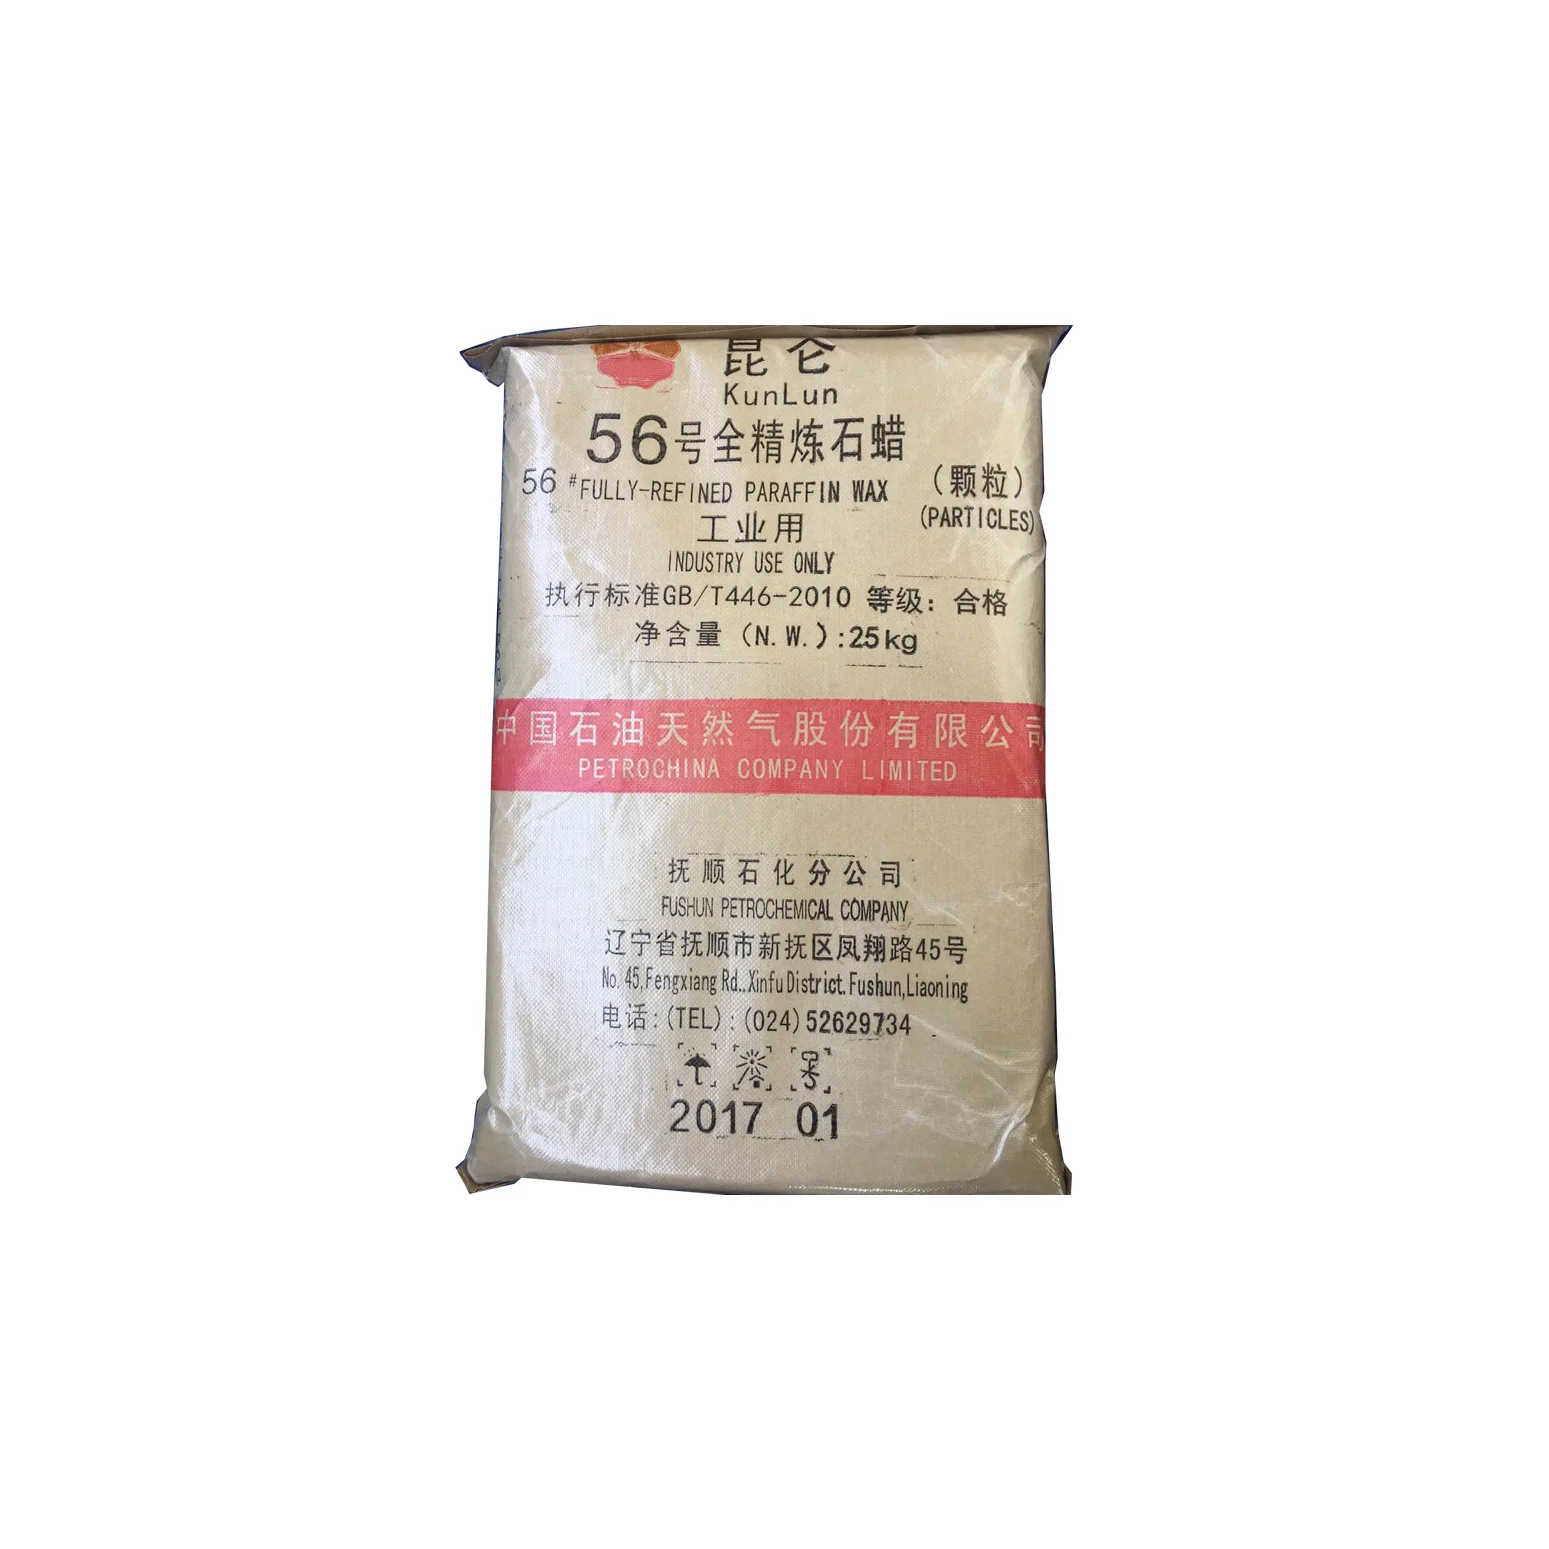 昆仑
KunLun
56号全精炼石蜡
56 #FULLY-REFINED PARAFFIN WAX
(颗粒)
(PARTICLES)
工业用
INDUSTRY USE ONLY
执行标准GB/T446-2010 等级：合格
净含量 (N.W.):25kg
中国石油天然气股份有限公司
PETROCHINA COMPANY LIMITED
抚顺石化分公司
FUSHUN PETROCHEMICAL COMPANY
辽宁省抚顺市新抚区凤翔路45号
No.45,Fengxiang Rd..Xinfu District.Fushun,Liaoning
电话:(TEL):(024)52629734
2017 01